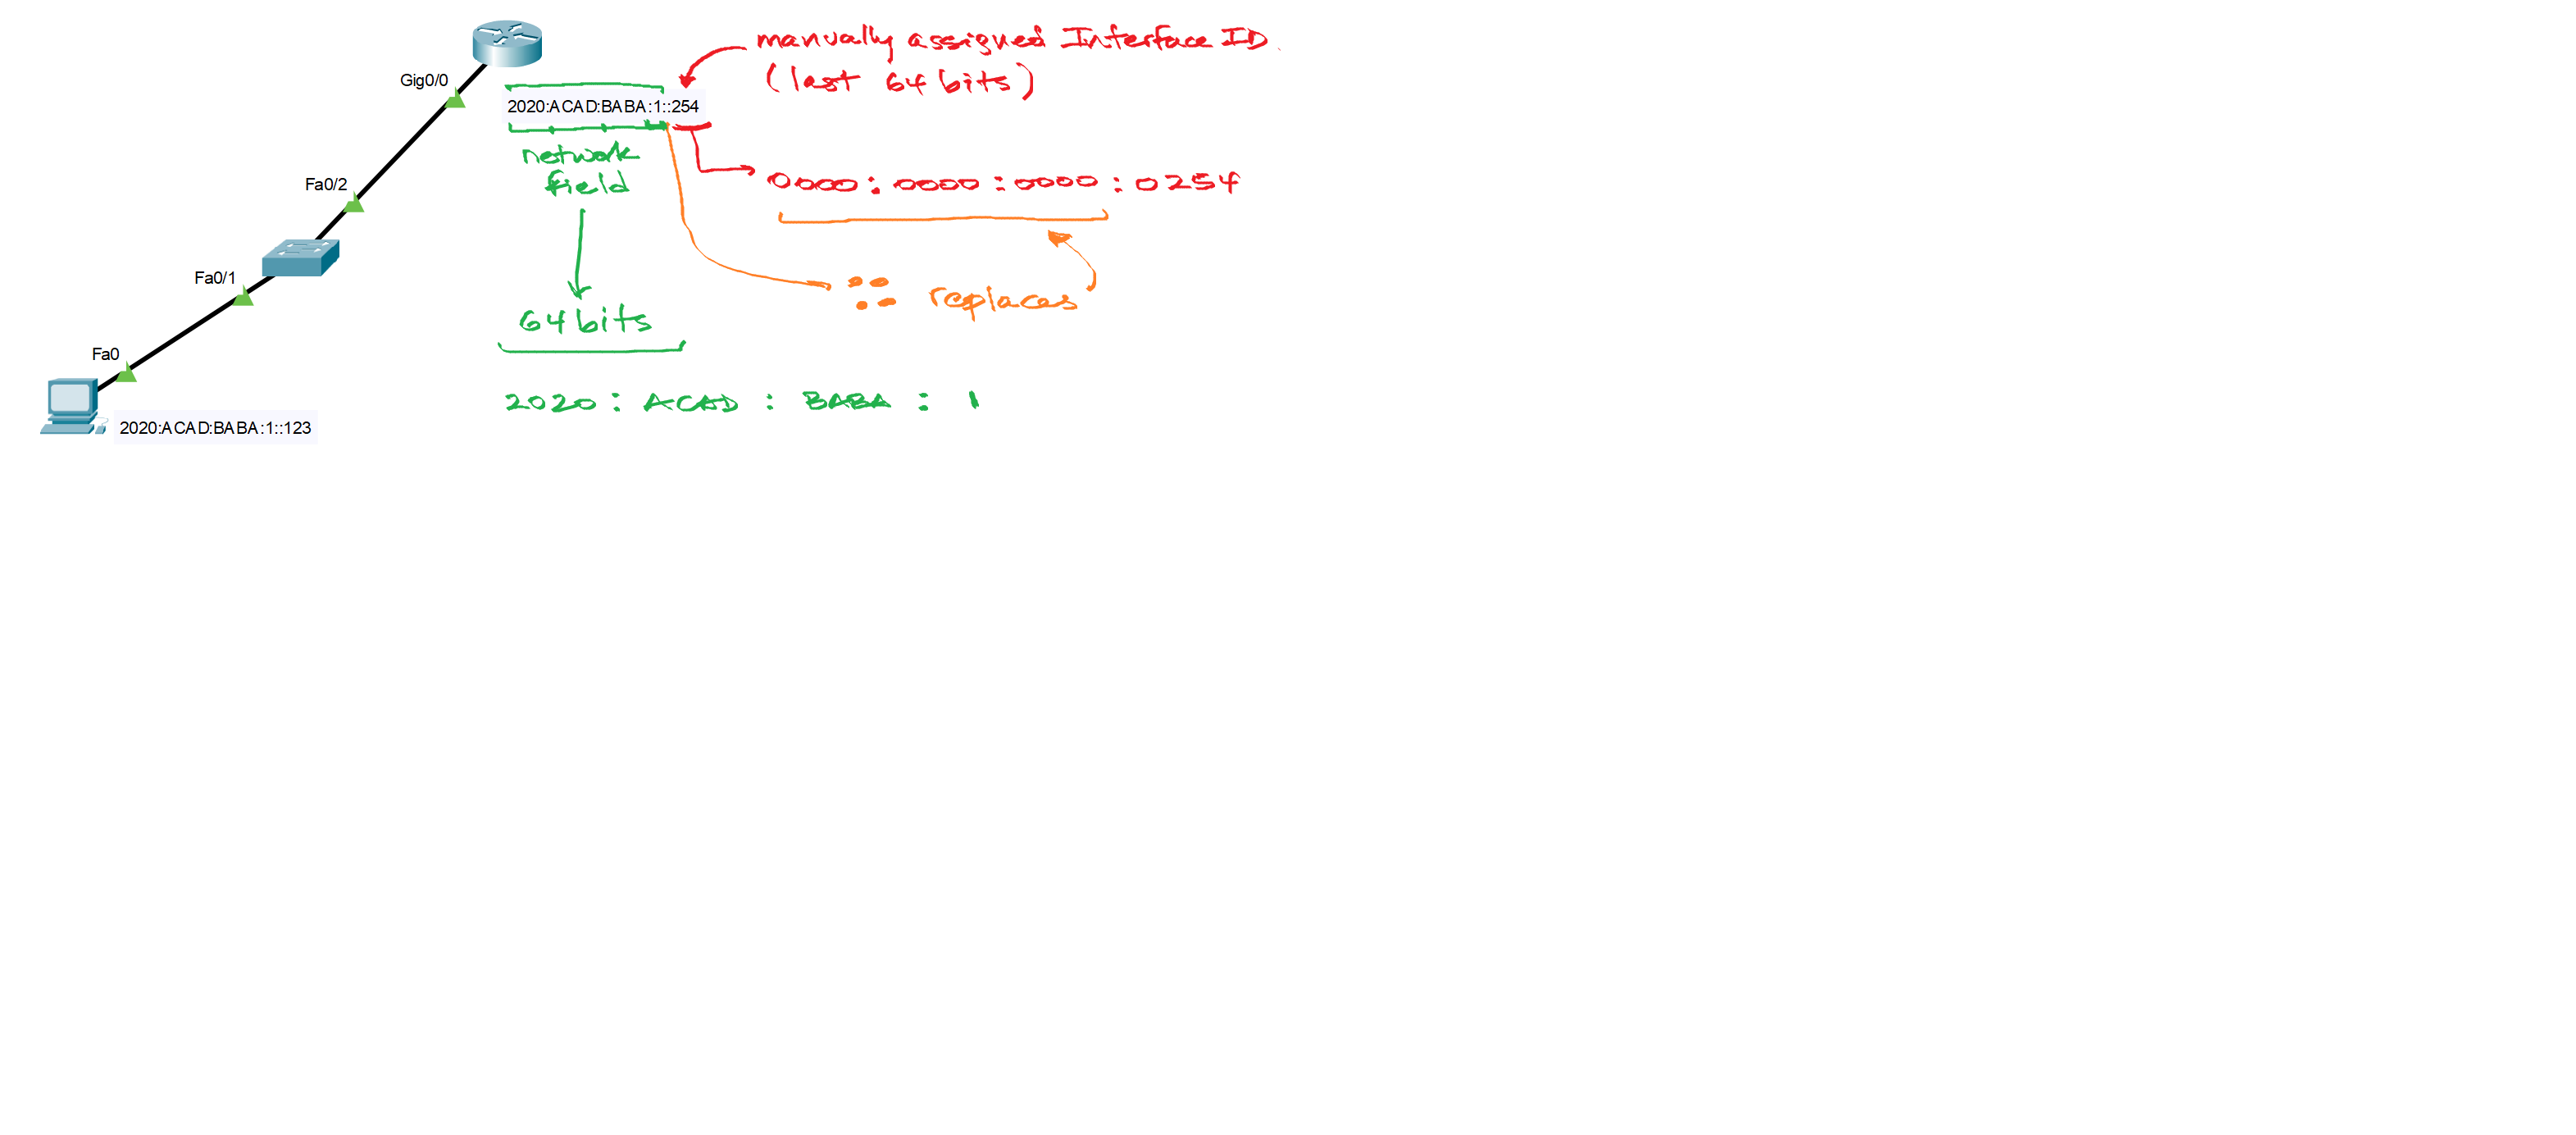 manually assigned Interface ID
(last 64 bits)
Gig0/0
2020:ACAD:BABA:1::254
network
field
0000:0000:0000:0254
Fa0/2
Fa0/1
:: replaces
64 bits
Fa0
2020:ACAD:BABA:1
2020:ACAD:BABA:1::123